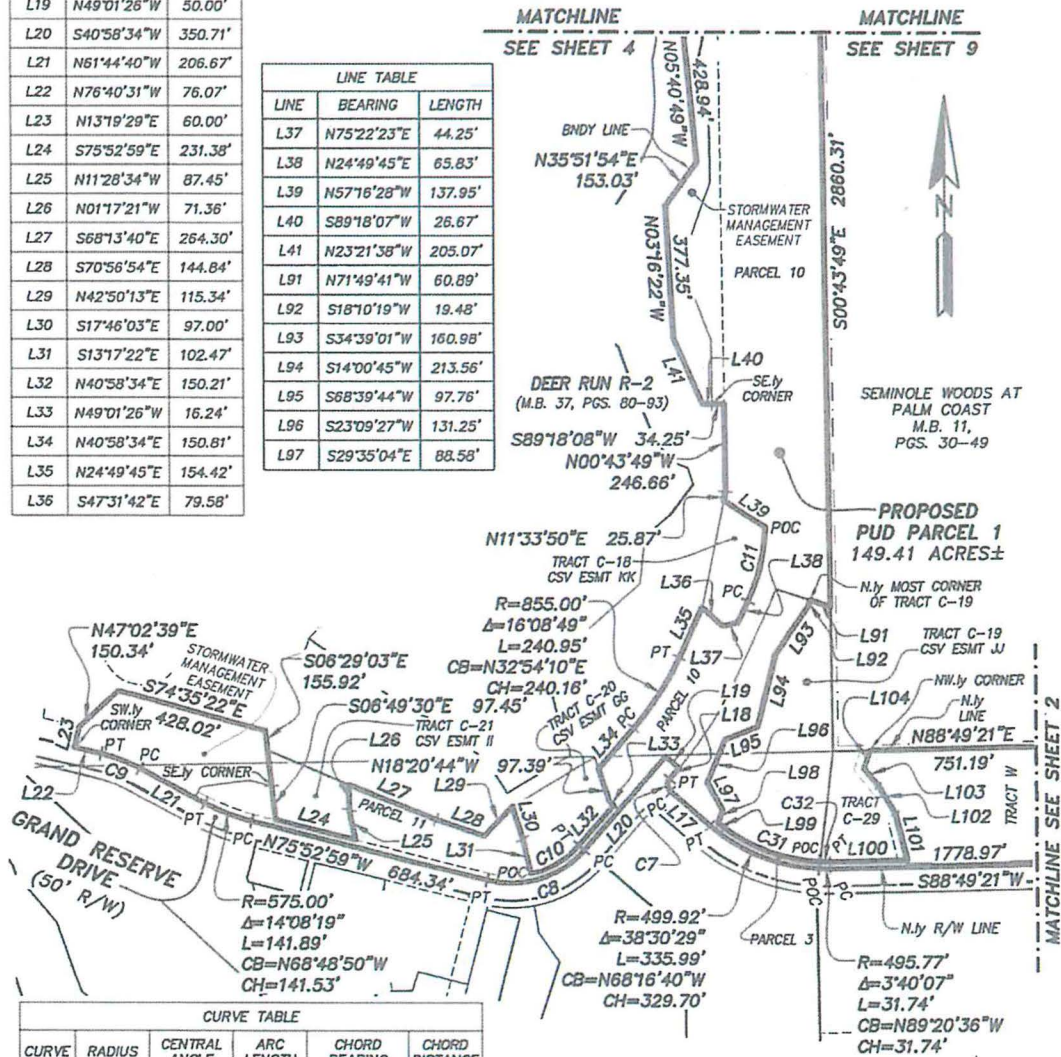 L19 N49°01'26"W 50.00'
L20 S40°58'34"W 350.71'
L21 N61°44'40"W 206.67'
L22 N76°40'31"W 76.07'
L23 N13°19'29"E 60.00'
L24 S75°52'59"E 231.38'
L25 N11°28'34"W 87.45'
L26 N01°17'21"W 71.36'
L27 S68°13'40"E 264.30'
L28 S70°56'54"E 144.84'
L29 N42°50'13"E 115.34'
L30 S17°46'03"E 97.00'
L31 S13°17'22"E 102.47'
L32 N40°58'34"E 150.21'
L33 N49°01'26"W 16.24'
L34 N40°58'34"E 150.81'
L35 N24°49'45"E 154.42'
L36 S47°31'42"E 79.58'
LINE TABLE
LINE BEARING LENGTH
L37 N75°22'23"E 44.25'
L38 N24°49'45"E 65.83'
L39 N57°16'28"W 137.95'
L40 S89°18'07"W 26.67'
L41 N23°21'38"W 205.07'
L91 N71°49'41"W 60.89'
L92 S18°10'19"W 19.48'
L93 S34°39'01"W 160.98'
L94 S14°00'45"W 213.56'
L95 S68°39'44"W 97.76'
L96 S23°09'27"W 131.25'
L97 S29°35'04"E 88.58'
MATCHLINE
SEE SHEET 4
MATCHLINE
SEE SHEET 9
N05°40'49"W
428.94'
BNDY LINE
N35°51'54"E
153.03'
STORMWATER
MANAGEMENT
EASEMENT
PARCEL 10
N03°16'22"W
377.35'
S00°43'49"E 2860.31'
N
L41
L40
SE.ly
CORNER
DEER RUN R-2
(M.B. 37, PGS. 80-93)
S89°18'08"W 34.25'
N00°43'49"W
246.66'
SEMINOLE WOODS AT
PALM COAST
M.B. 11,
PGS. 30-49
PROPOSED
PUD PARCEL 1
149.41 ACRES±
L39
POC
N11°33'50"E 25.87'
TRACT C-18
CSV ESMT KK
C11
L38
L36
PC
N.ly MOST CORNER
OF TRACT C-19
R=855.00'
Δ=16°08'49"
L=240.95'
CB=N32°54'10"E
CH=240.16'
L35
PT
L37
L93
L91
L92
TRACT C-19
CSV ESMT JJ
N47°02'39"E
150.34'
STORMWATER
MANAGEMENT
EASEMENT
S06°29'03"E
155.92'
S74°35'22"E
428.02'
SW.ly
CORNER
L23
S06°49'30"E
97.45'
TRACT C-20
CSV ESMT GG
PARCEL 10
L19
L18
L94
L104
NW.ly CORNER
N.ly
LINE
N88°49'21"E
751.19'
PT
PC
TRACT C-21
CSV ESMT II
L26
N18°20'44"W
97.39'
L34
PC
L33
L95
L96
L22
C9
L21
SE.ly CORNER
L29
L27
PARCEL 11
L28
L30
L32
L20
PC
PT
L97
L98
L99
C32
TRACT
C-29
L103
L102
TRACT W
L24
L25
L31
C10
L17
PT
C31
POC
PT
L100
L101
1778.97'
GRAND RESERVE
DRIVE
(50' R/W)
PT
PC
N75°52'59"W
684.34'
POC
PT
C8
PC
C7
POC
PC
S88°49'21"W
MATCHLINE SEE SHEET 2
R=575.00'
Δ=14°08'19"
L=141.89'
CB=N68°48'50"W
CH=141.53'
R=499.92'
Δ=38°30'29"
L=335.99'
CB=N68°16'40"W
CH=329.70'
PARCEL 3
N.ly R/W LINE
R=495.77'
Δ=3°40'07"
L=31.74'
CB=N89°20'36"W
CH=31.74'
CURVE TABLE
CURVE RADIUS CENTRAL ARC CHORD CHORD